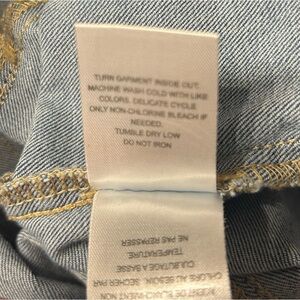 TURN GARMENT INSIDE OUT.
MACHINE WASH COLD WITH LIKE
COLORS. DELICATE CYCLE
ONLY NON-CHLORINE BLEACH IF
NEEDED.
TUMBLE DRY LOW
DO NOT IRON
NE PAS REPASSER
TEMPERATURE.
CULBUTAGE A BASSE
AU BESOIN. SECHER PAR
NON